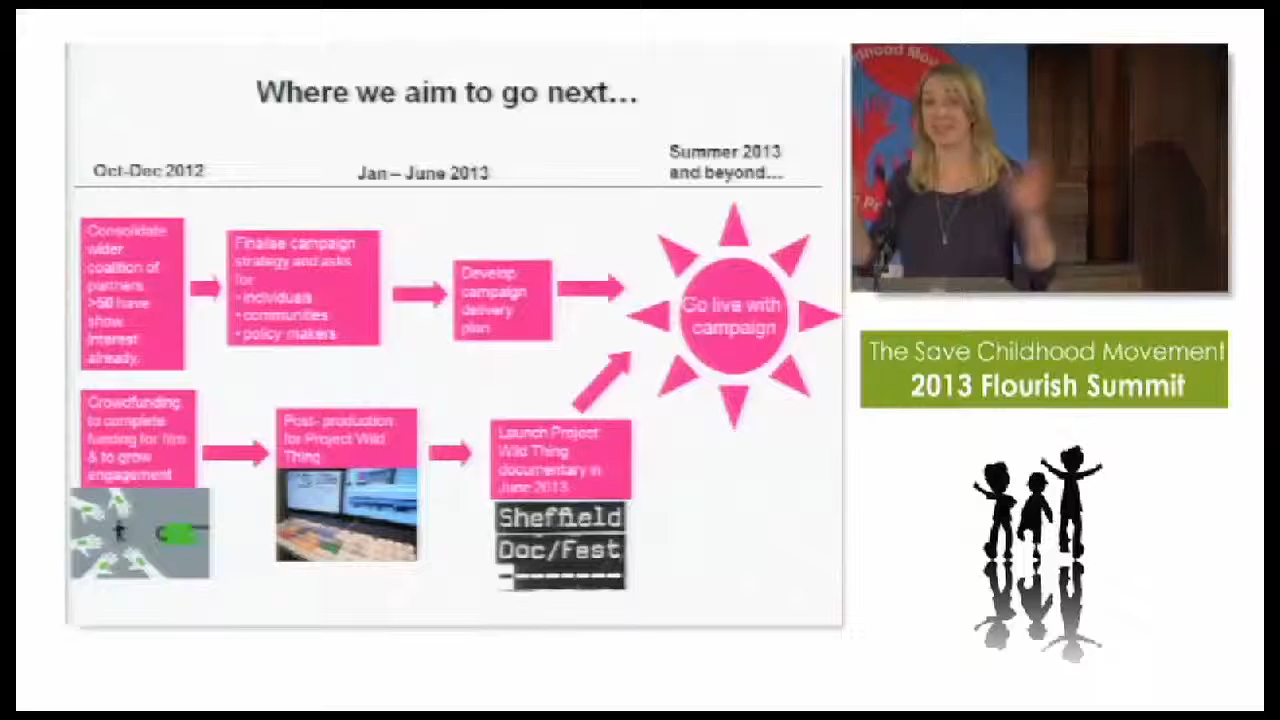 Where we aim to go next...
Oct-Dec 2012
Jan – June 2013
Summer 2013
and beyond...
Consolidate
wider
coalition of
partners
>50 have
show
interest
already.
Finalise campaign
strategy and asks
for
•individuals
•communities
•policy makers
Develop
campaign
delivery
plan
Go live with
campaign
Crowdfunding
to complete
funding for film
& to grow
engagement
Post- production
for Project Wild
Thing
Launch Project
Wild Thing
documentary in
June 2013
Sheffield
Doc/Fest
The Save Childhood Movement
2013 Flourish Summit